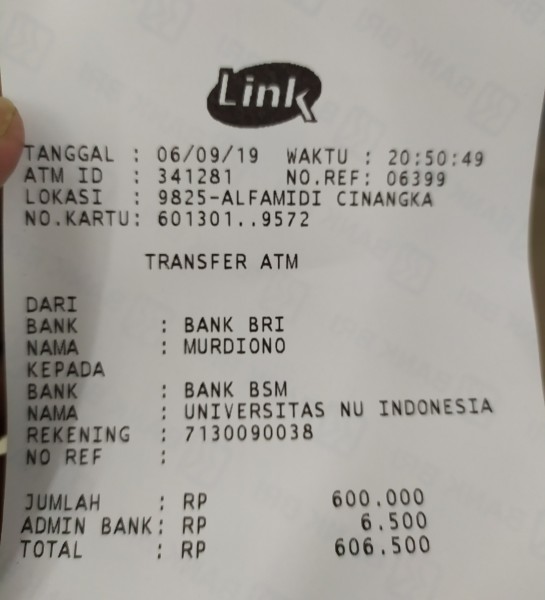 Link
TANGGAL : 06/09/19 WAKTU : 20:50:49
ATM ID : 341281 NO.REF: 06399
LOKASI : 9825-ALFAMIDI CINANGKA
NO.KARTU: 601301..9572
TRANSFER ATM
DARI
BANK : BANK BRI
NAMA : MURDIONO
KEPADA
BANK : BANK BSM
NAMA : UNIVERSITAS NU INDONESIA
REKENING : 7130090038
NO REF :
JUMLAH : RP 600.000
ADMIN BANK: RP 6.500
TOTAL : RP 606.500